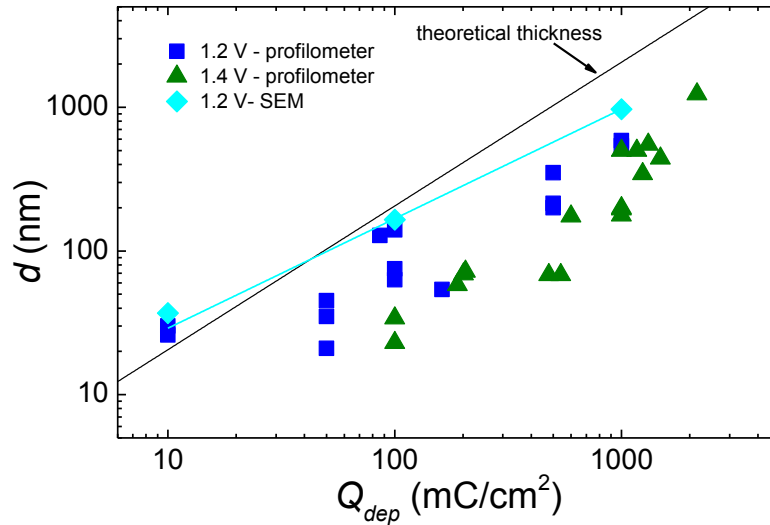 theoretical thickness
1.2 V - profilometer
1.4 V - profilometer
1.2 V- SEM
1000
100
10
d (nm)
10
100
1000
Q_dep (mC/cm²)